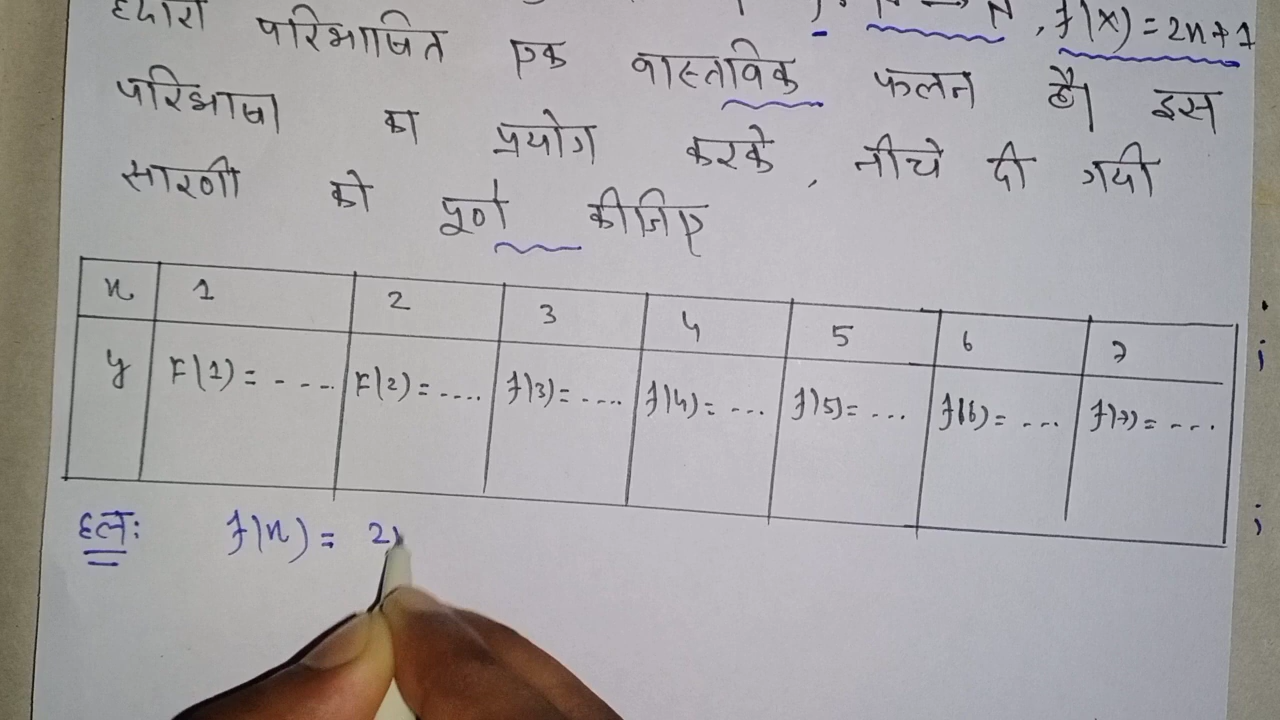 द्वारा परिभाषित एक वास्तविक फलन है। इस
f(x) = 2x+1
परिभाषा का प्रयोग करके, नीचे दी गयी
सारणी को पूर्ण कीजिए
x 1 2 3 4 5 6 7
y F(1) = ---- F(2) = .... f(3) = .... f(4) = ... f(5) = ... f(6) = ... f(7) = ...
हल: f(x) = 2